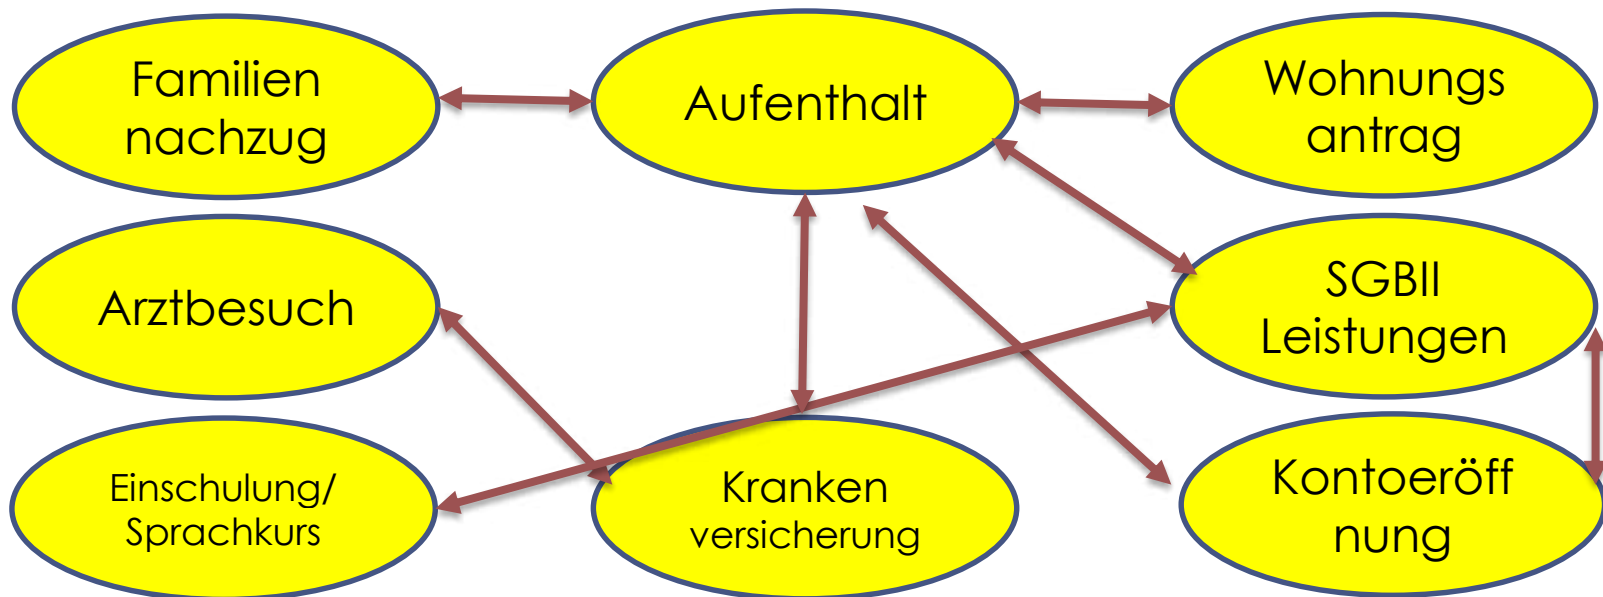 Familien
nachzug
Aufenthalt
Wohnungs
antrag
Arztbesuch
SGBII
Leistungen
Einschulung/
Sprachkurs
Kranken
versicherung
Kontoeröff
nung